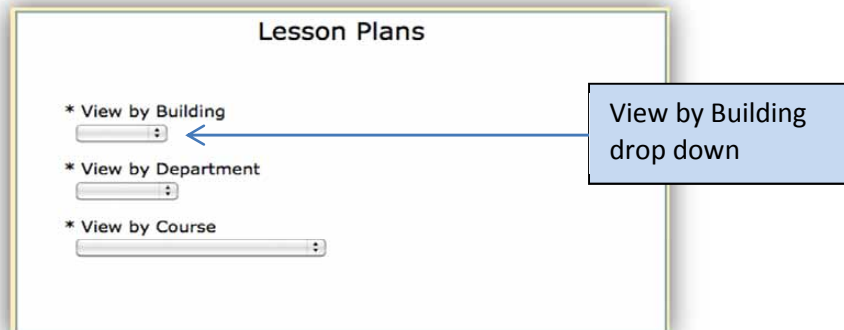 Lesson Plans
* View by Building
View by Building
drop down
* View by Department
* View by Course